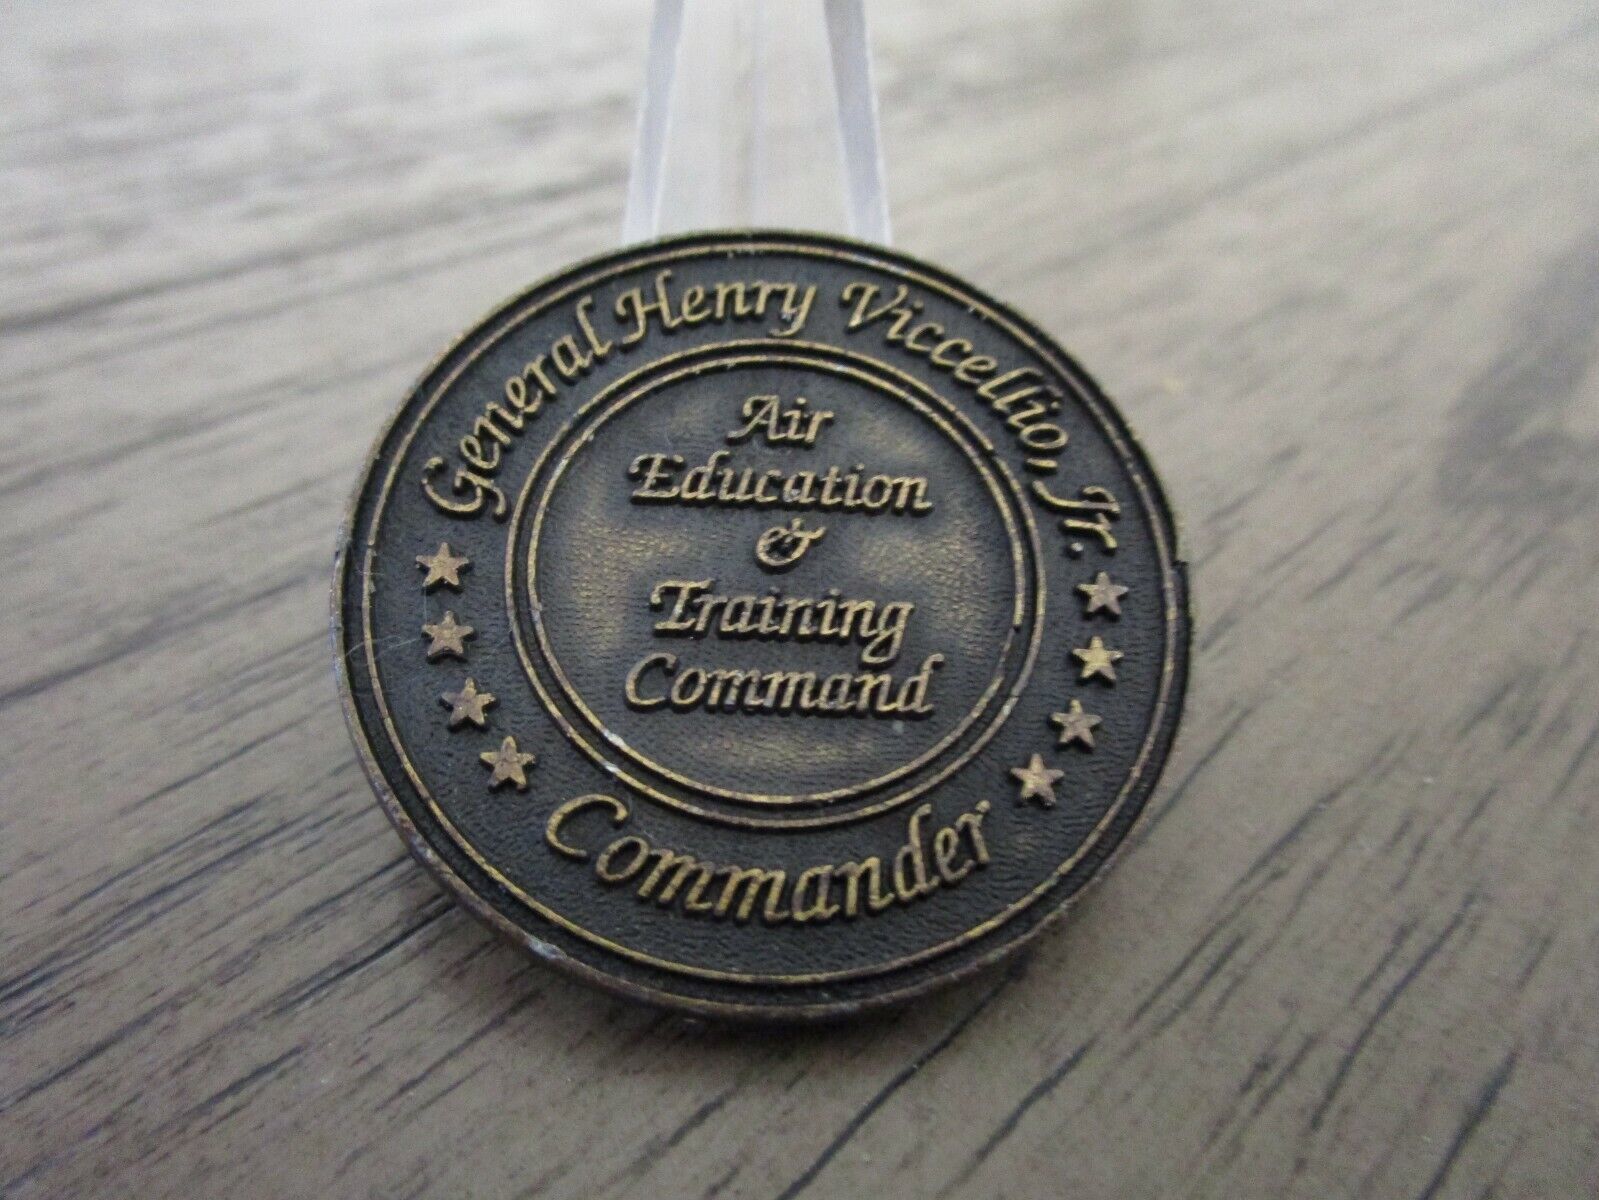 General Henry Viccellio, Jr.
Air
Education
&
Training
Command
Commander